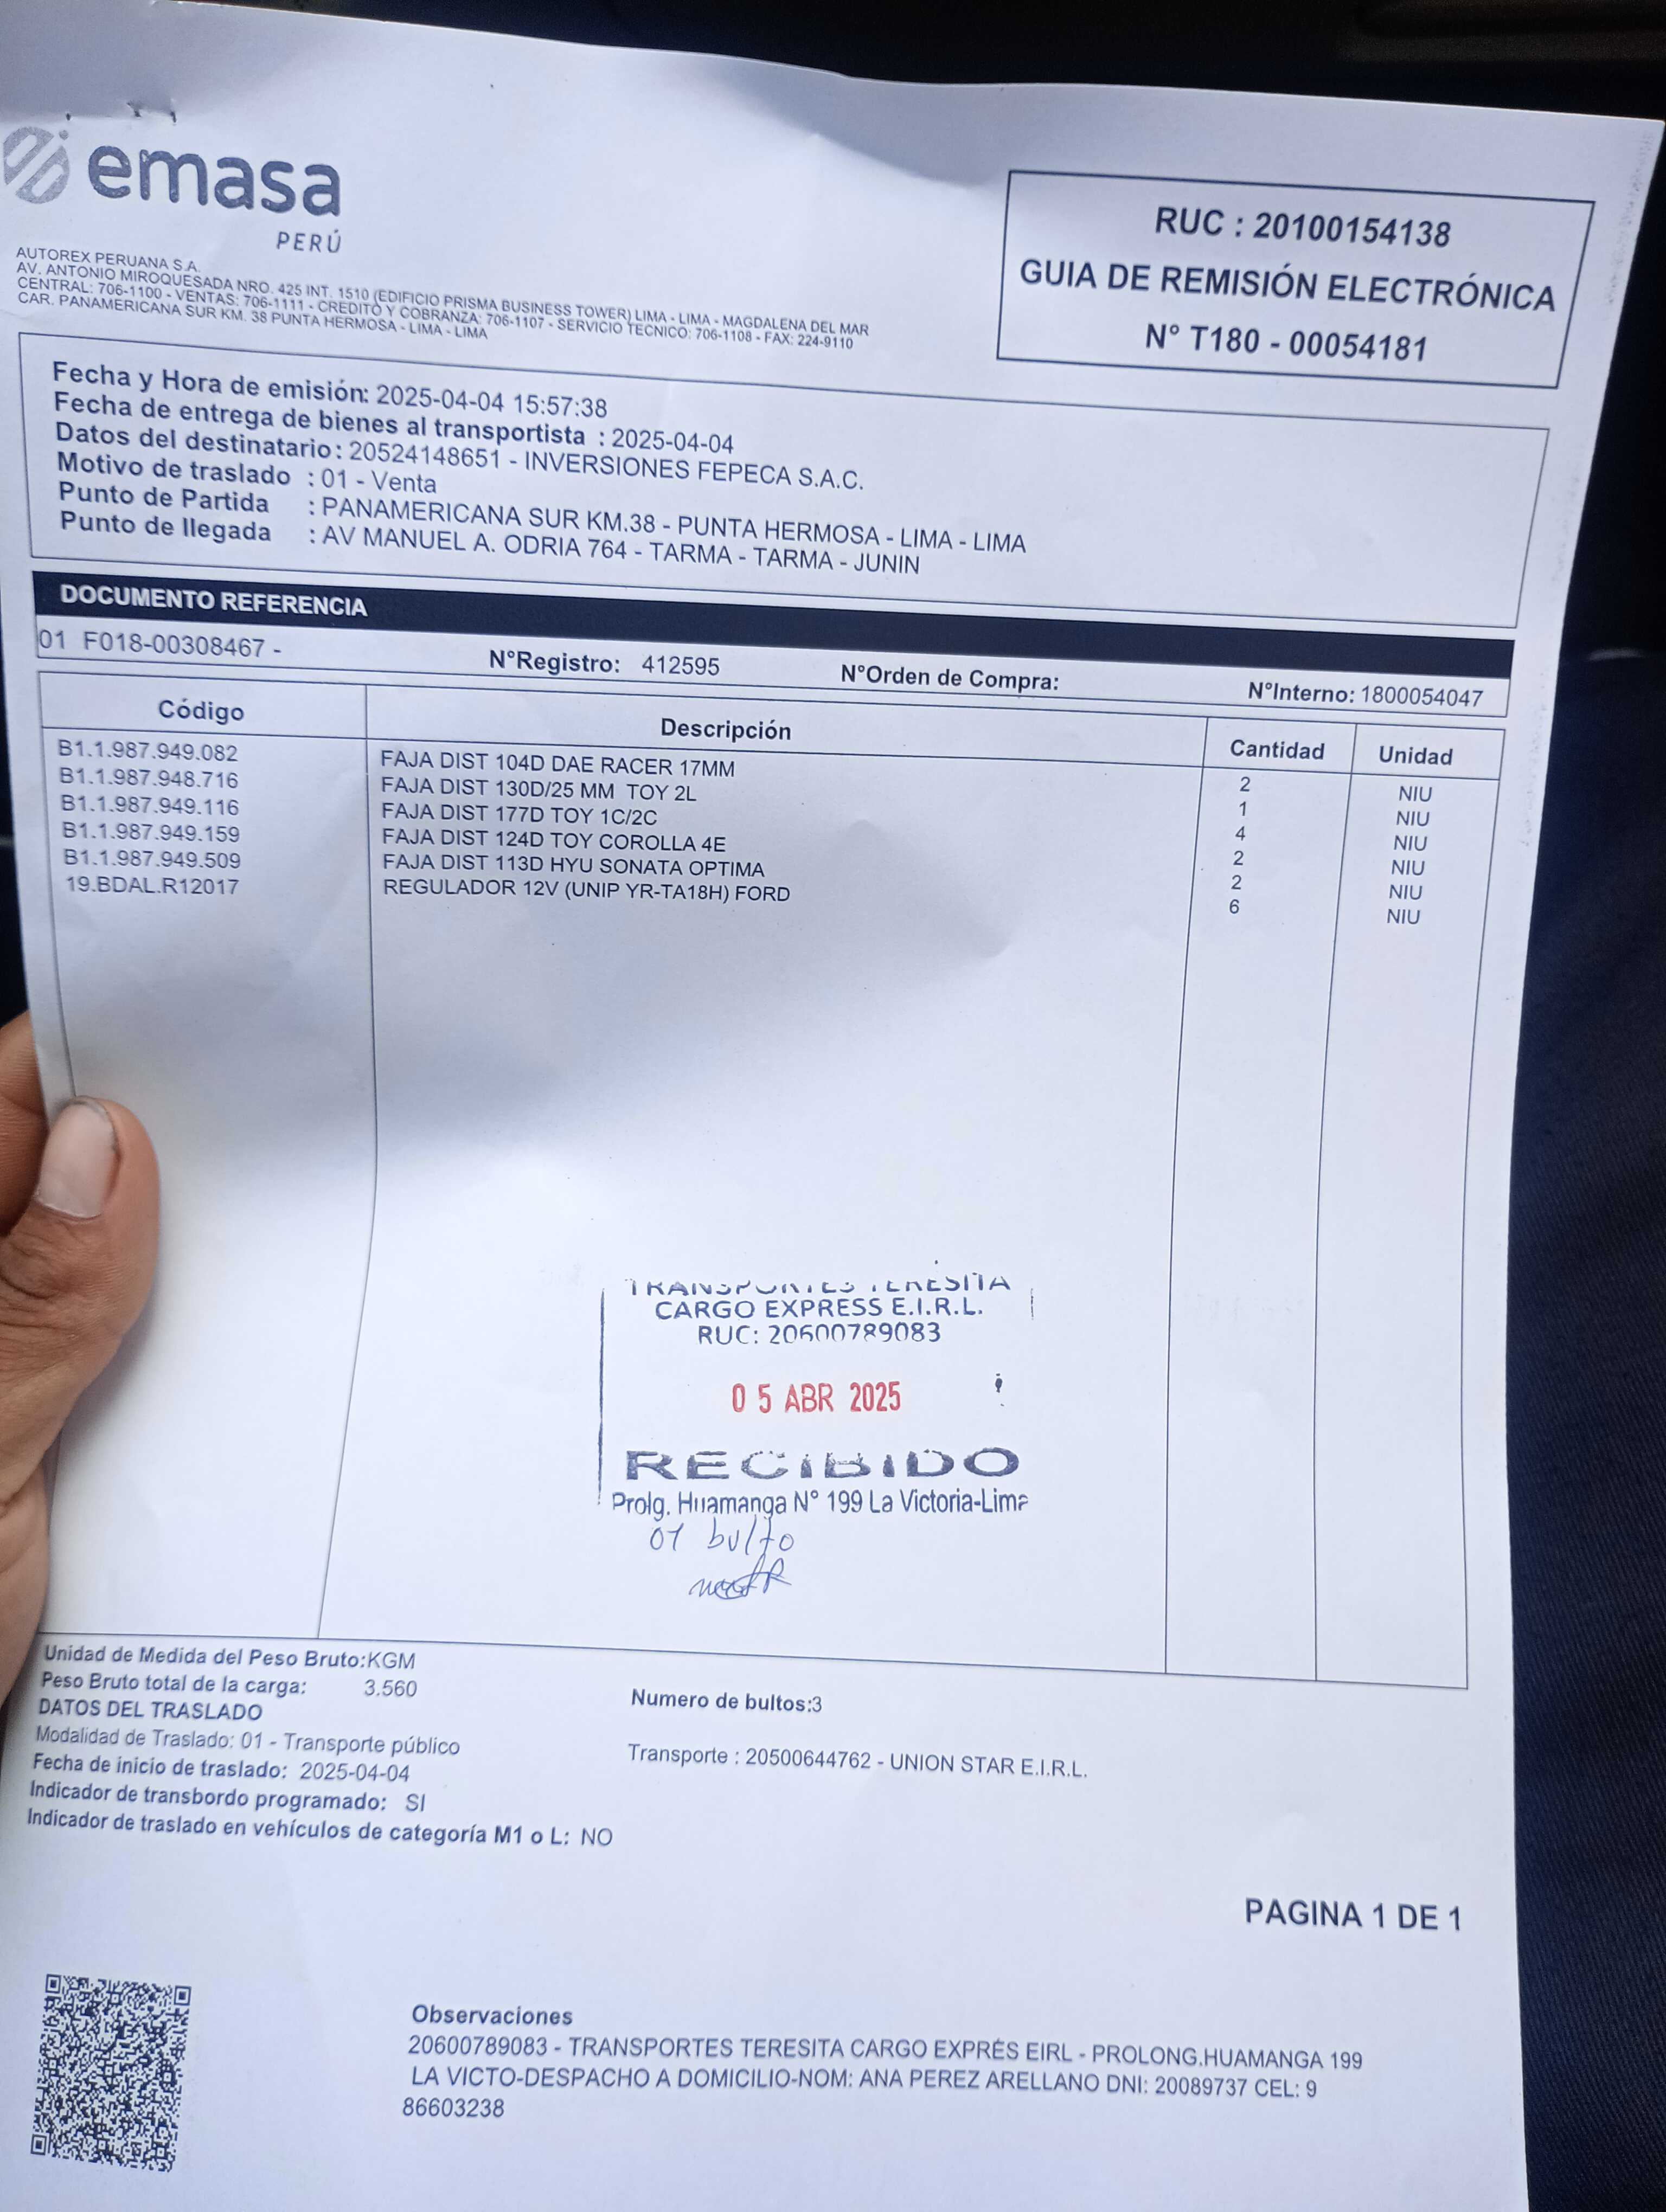 emasa
PERÚ
AUTOREX PERUANA S.A.
AV. ANTONIO MIROQUESADA NRO. 425 INT. 1510 (EDIFICIO PRISMA BUSINESS TOWER) LIMA - LIMA - MAGDALENA DEL MAR
CENTRAL: 706-1100 - VENTAS: 706-1111 - CREDITO Y COBRANZA: 706-1107 - SERVICIO TECNICO: 706-1108 - FAX: 224-9110
CAR. PANAMERICANA SUR KM. 38 PUNTA HERMOSA - LIMA - LIMA
RUC : 20100154138
GUIA DE REMISIÓN ELECTRÓNICA
N° T180 - 00054181
Fecha y Hora de emisión: 2025-04-04 15:57:38
Fecha de entrega de bienes al transportista : 2025-04-04
Datos del destinatario : 20524148651 - INVERSIONES FEPECA S.A.C.
Motivo de traslado : 01 - Venta
Punto de Partida : PANAMERICANA SUR KM.38 - PUNTA HERMOSA - LIMA - LIMA
Punto de llegada : AV MANUEL A. ODRIA 764 - TARMA - TARMA - JUNIN
DOCUMENTO REFERENCIA
01 F018-00308467 - N°Registro: 412595 N°Orden de Compra: N°Interno: 1800054047
Código Descripción Cantidad Unidad
B1.1.987.949.082 FAJA DIST 104D DAE RACER 17MM 2 NIU
B1.1.987.948.716 FAJA DIST 130D/25 MM TOY 2L 1 NIU
B1.1.987.949.116 FAJA DIST 177D TOY 1C/2C 4 NIU
B1.1.987.949.159 FAJA DIST 124D TOY COROLLA 4E 2 NIU
B1.1.987.949.509 FAJA DIST 113D HYU SONATA OPTIMA 2 NIU
19.BDAL.R12017 REGULADOR 12V (UNIP YR-TA18H) FORD 6 NIU
TRANSPORTES TERESITA
CARGO EXPRESS E.I.R.L.
RUC: 20600789083
05 ABR 2025
RECIBIDO
Prolg. Huamanga N° 199 La Victoria-Lima
01 bulto
Unidad de Medida del Peso Bruto:KGM
Peso Bruto total de la carga: 3.560 Numero de bultos:3
DATOS DEL TRASLADO
Modalidad de Traslado: 01 - Transporte público Transporte : 20500644762 - UNION STAR E.I.R.L.
Fecha de inicio de traslado: 2025-04-04
Indicador de transbordo programado: SI
Indicador de traslado en vehículos de categoría M1 o L: NO
PAGINA 1 DE 1
Observaciones
20600789083 - TRANSPORTES TERESITA CARGO EXPRÉS EIRL - PROLONG.HUAMANGA 199
LA VICTO-DESPACHO A DOMICILIO-NOM: ANA PEREZ ARELLANO DNI: 20089737 CEL: 9
86603238